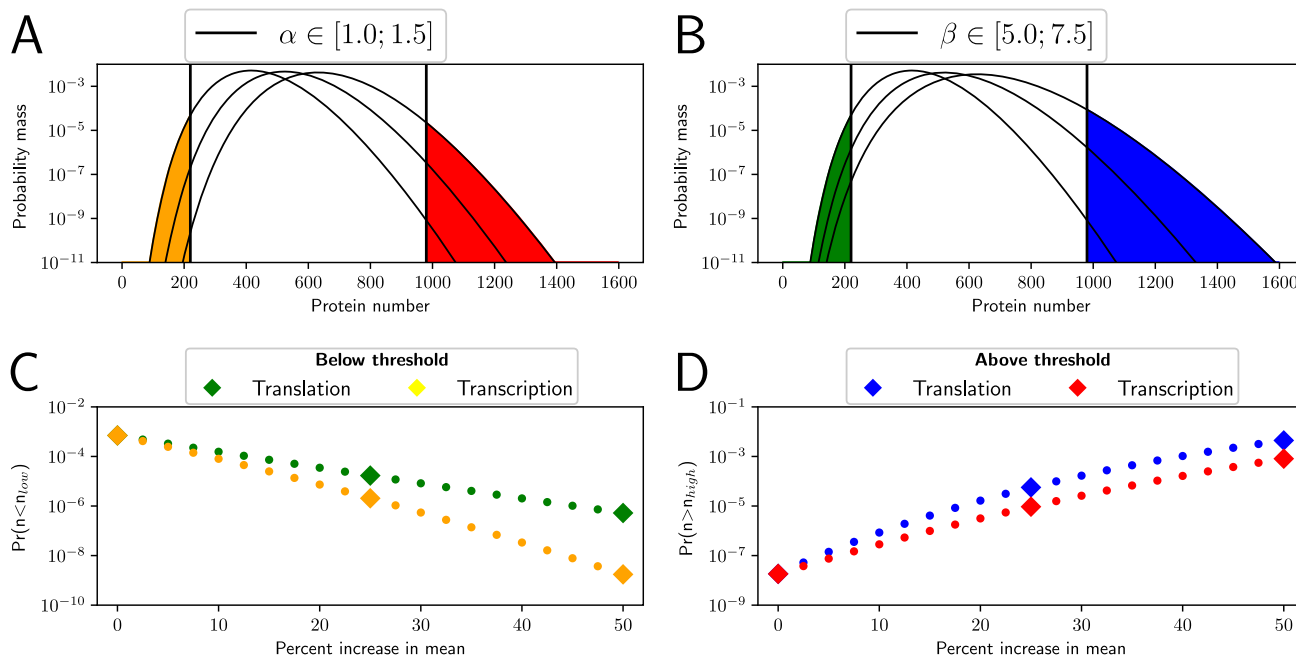 A
α ∈ [1.0; 1.5]
Probability mass
10⁻³
10⁻⁵
10⁻⁷
10⁻⁹
10⁻¹¹
0 200 400 600 800 1000 1200 1400 1600
Protein number
B
β ∈ [5.0; 7.5]
Probability mass
10⁻³
10⁻⁵
10⁻⁷
10⁻⁹
10⁻¹¹
0 200 400 600 800 1000 1200 1400 1600
Protein number
C
Below threshold
Translation Transcription
Pr(n<n_low)
10⁻²
10⁻⁴
10⁻⁶
10⁻⁸
10⁻¹⁰
0 10 20 30 40 50
Percent increase in mean
D
Above threshold
Translation Transcription
Pr(n>n_high)
10⁻¹
10⁻³
10⁻⁵
10⁻⁷
10⁻⁹
0 10 20 30 40 50
Percent increase in mean